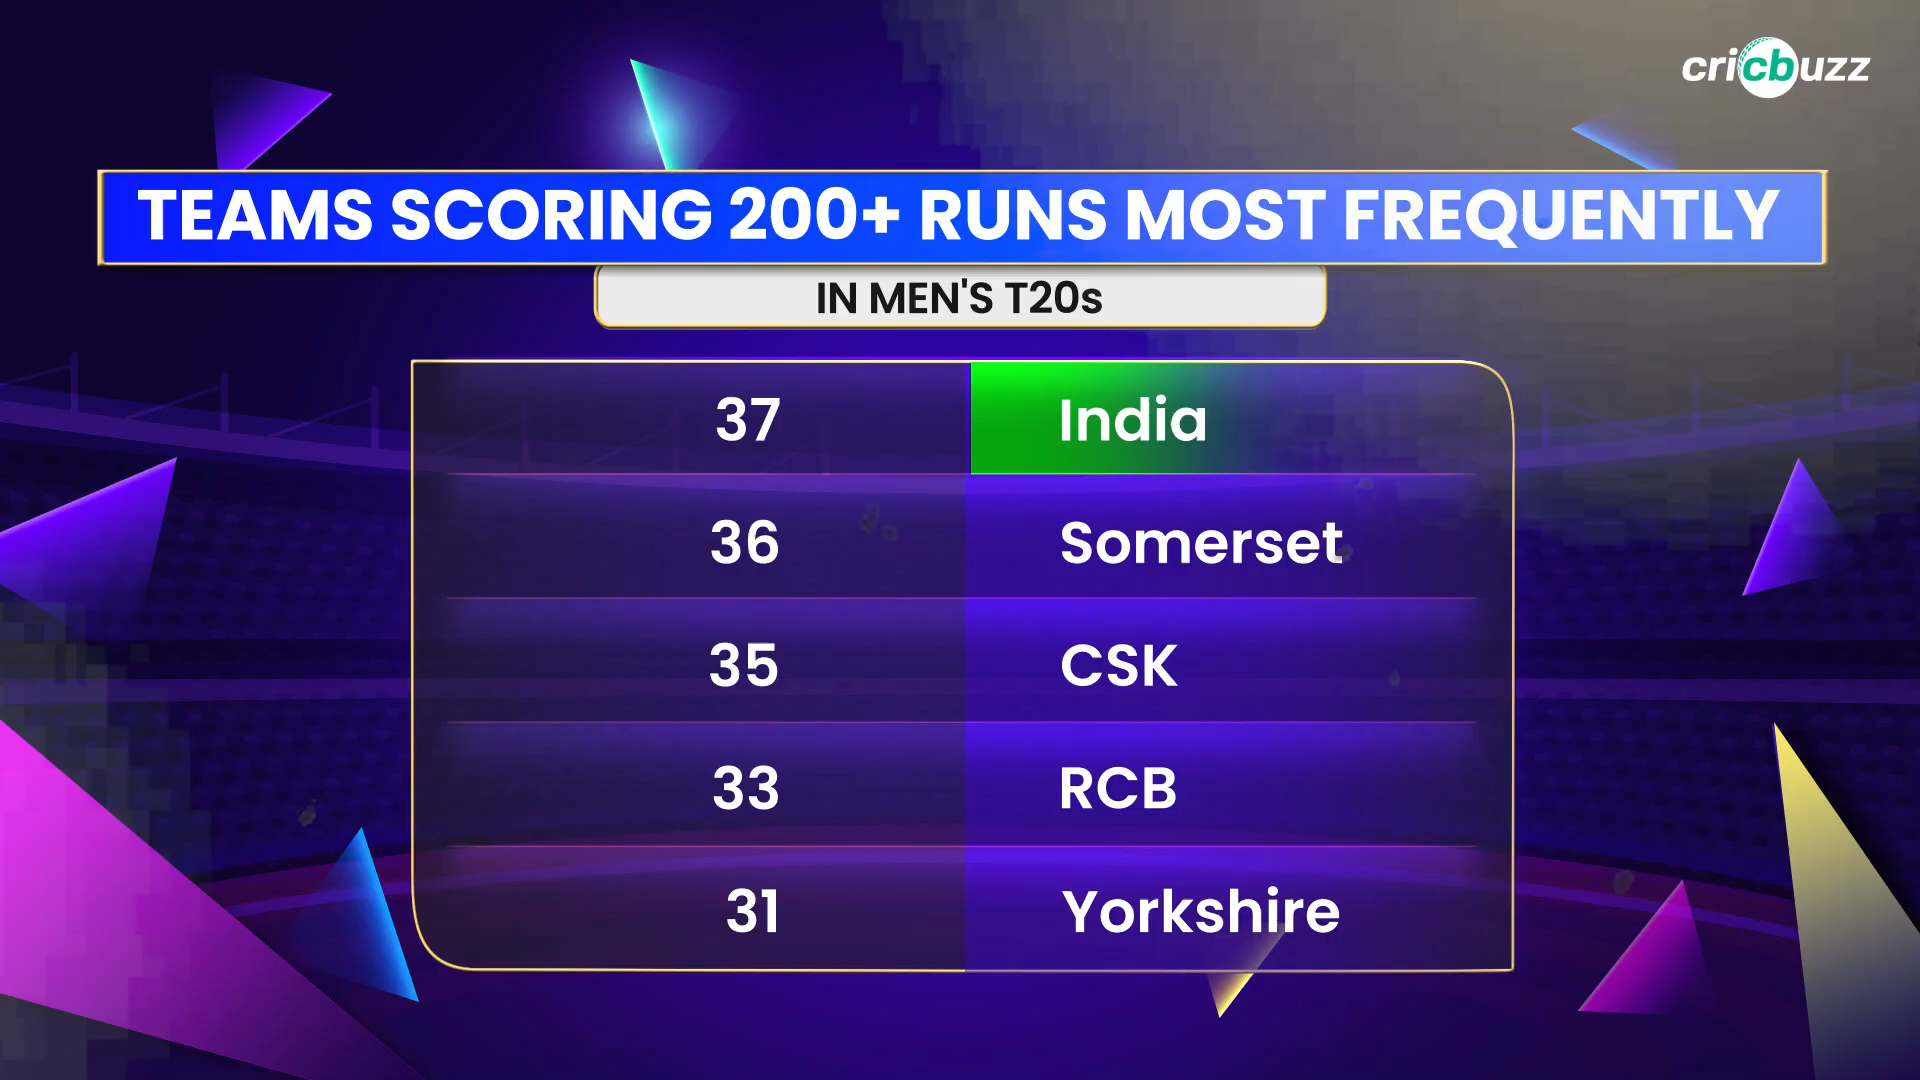 cricbuzz
TEAMS SCORING 200+ RUNS MOST FREQUENTLY
IN MEN'S T20s
37 India
36 Somerset
35 CSK
33 RCB
31 Yorkshire